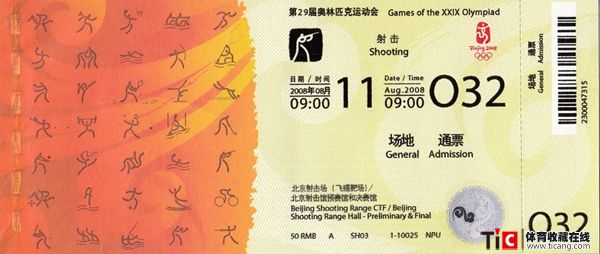 第29届奥林匹克运动会 Games of the XXIX Olympiad
射击
Shooting
Beijing 2008
日期 / 时间
2008年08月
09:00
11
Date / Time
Aug.2008
09:00
O32
场地 通票
General Admission
北京射击场（飞碟靶场）/
北京射击馆预赛馆和决赛馆
Beijing Shooting Range CTF / Beijing
Shooting Range Hall - Preliminary & Final
50 RMB A SH03 1-10025 NPU
场地 通票
General Admission
2300047315
O32
TiC 体育收藏在线
www.ticang.com